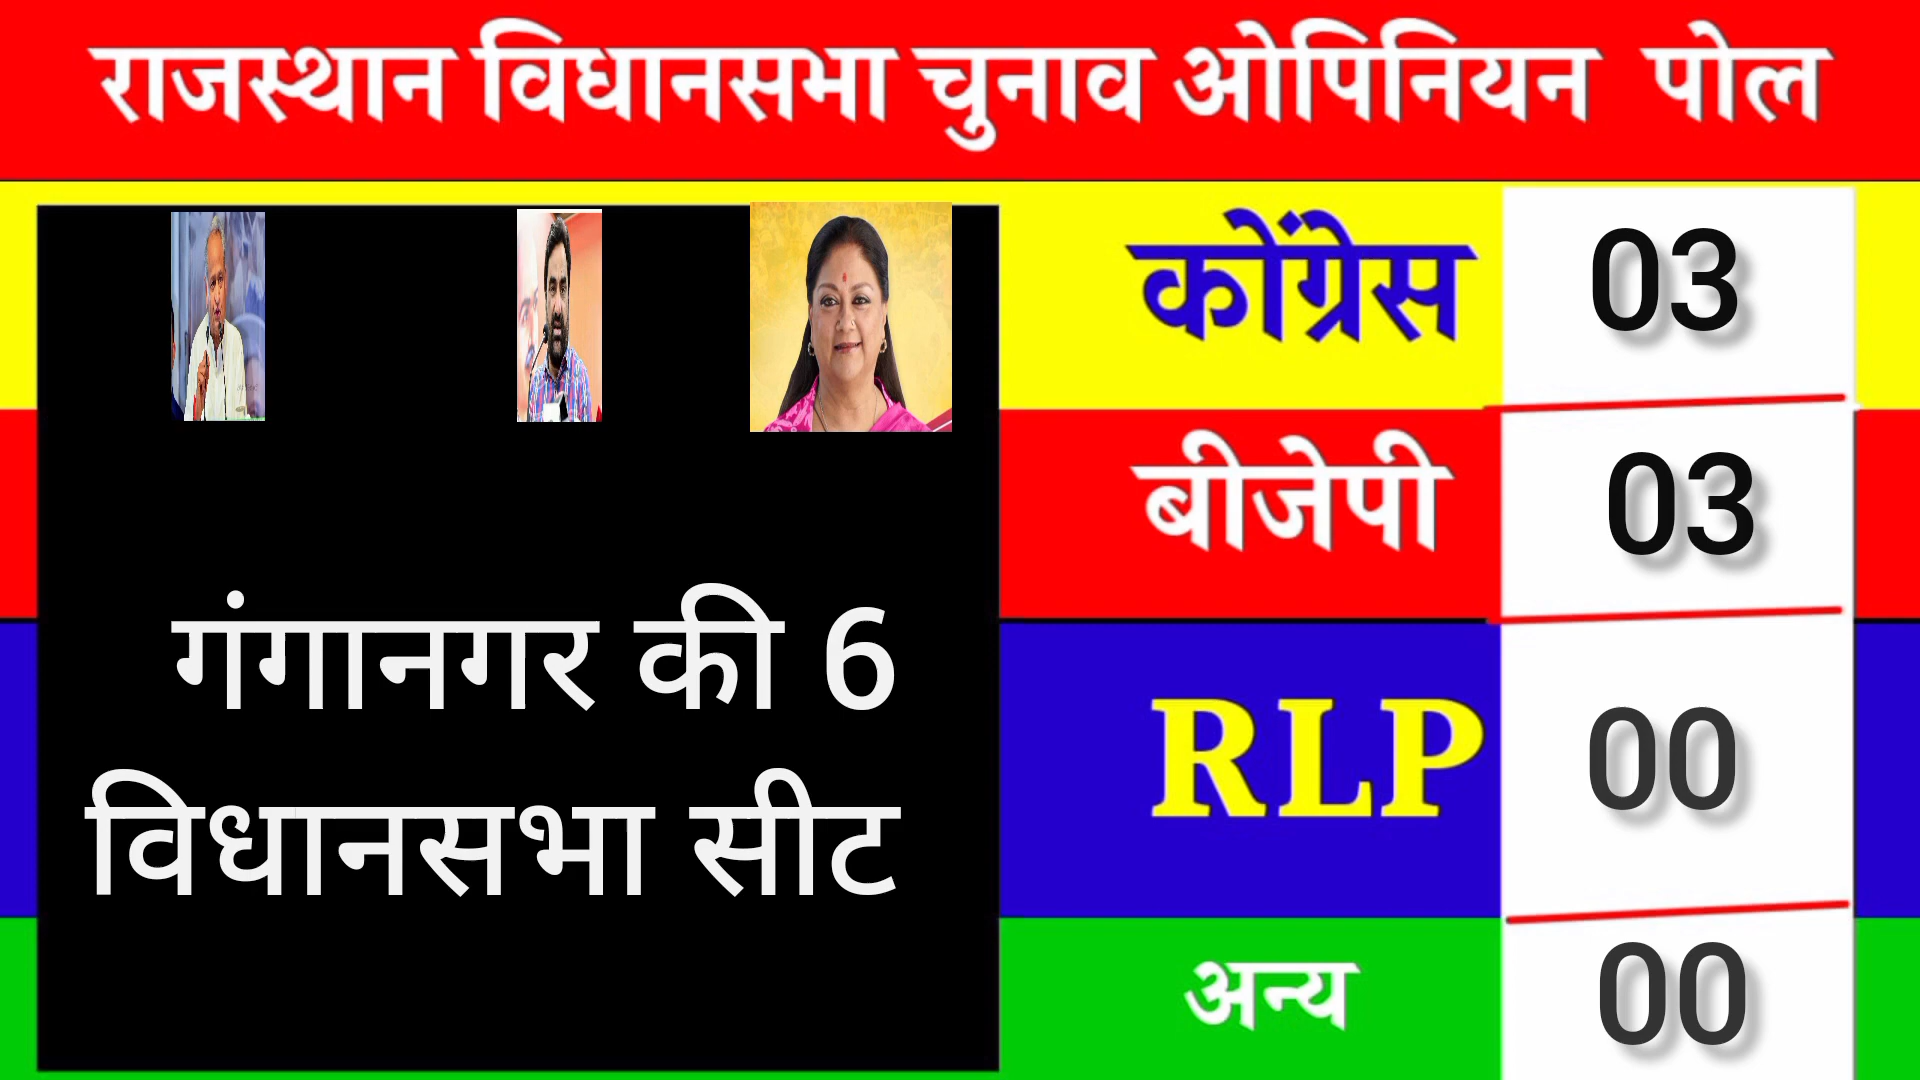 राजस्थान विधानसभा चुनाव ओपिनियन पोल
गंगानगर की 6
विधानसभा सीट
कोंग्रेस 03
बीजेपी 03
RLP 00
अन्य 00